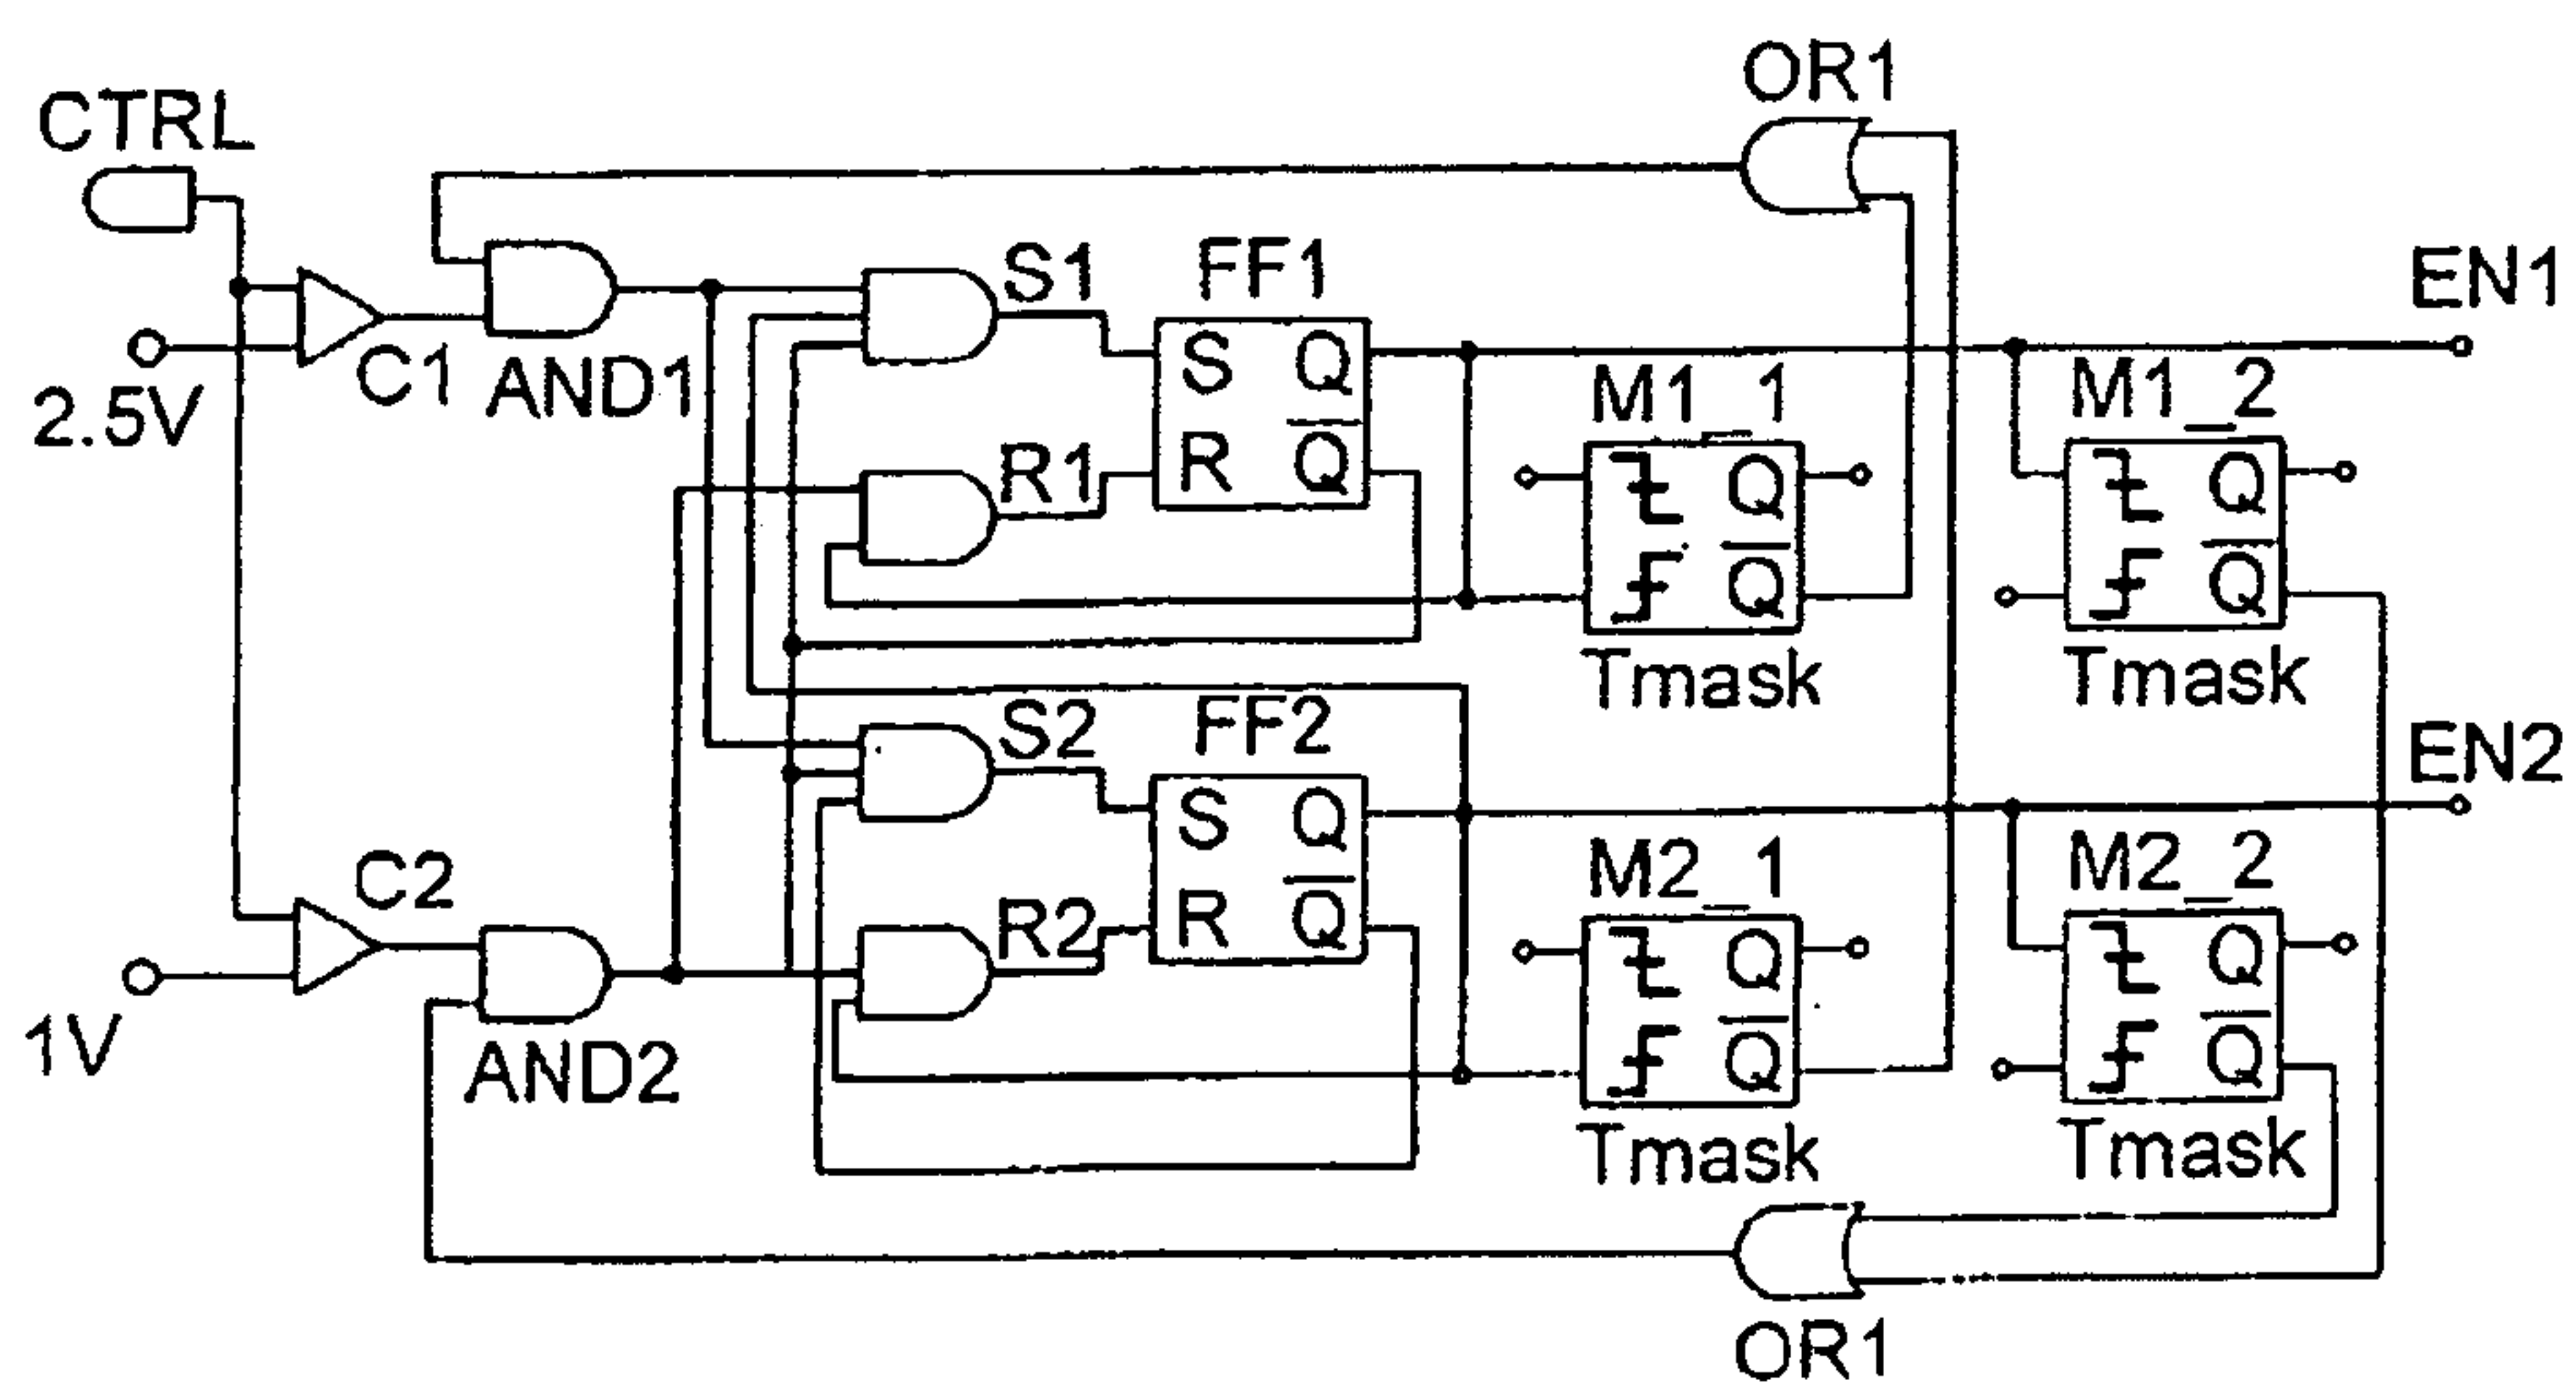 OR1
CTRL
S1
FF1
EN1
C1
AND1
2.5V
S Q
R Q
R1
M1_1
Q
Q
Tmask
M1_2
Q
Q
Tmask
S2
FF2
EN2
C2
S Q
R Q
R2
M2_1
Q
Q
Tmask
M2_2
Q
Q
Tmask
1V
AND2
OR1